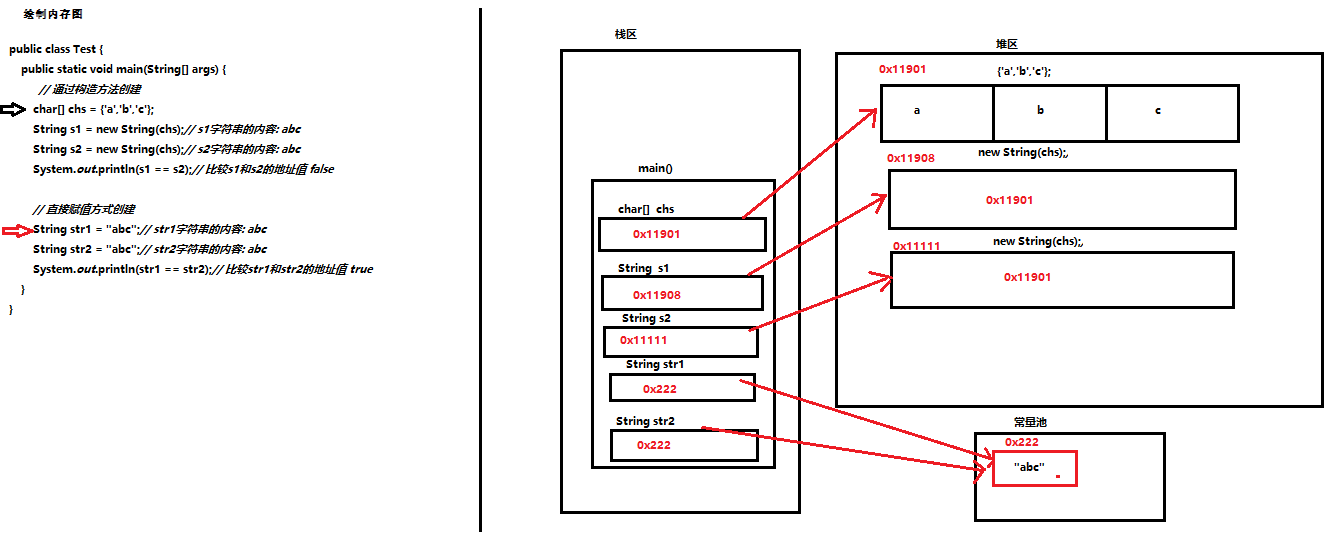 绘制内存图
public class Test {
public static void main(String[] args) {
// 通过构造方法创建
char[] chs = {'a','b','c'};
String s1 = new String(chs);// s1字符串的内容: abc
String s2 = new String(chs);// s2字符串的内容: abc
System.out.println(s1 == s2);// 比较s1和s2的地址值 false
// 直接赋值方式创建
String str1 = "abc";// str1字符串的内容: abc
String str2 = "abc";// str2字符串的内容: abc
System.out.println(str1 == str2);// 比较str1和str2的地址值 true
}
}
栈区
main()
char[] chs
0x11901
String s1
0x11908
String s2
0x11111
String str1
0x222
String str2
0x222
堆区
0x11901
{'a','b','c'};
a
b
c
new String(chs);,
0x11908
0x11901
new String(chs);,
0x11111
0x11901
常量池
0x222
"abc"